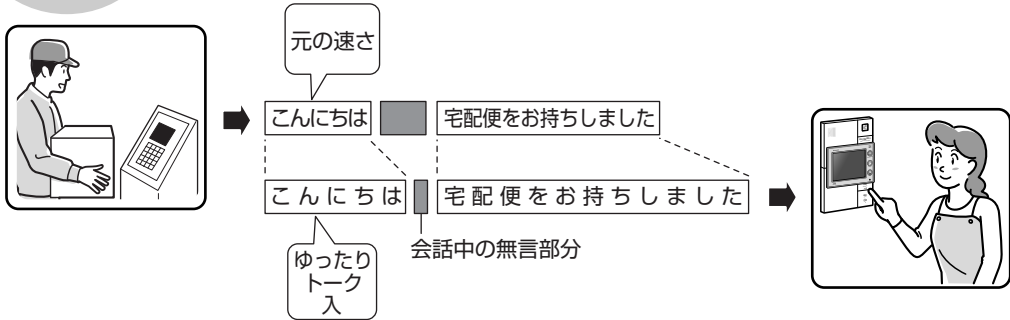 元の速さ
こんにちは 宅配便をお持ちしました
こんにちは 宅配便をお持ちしました
会話中の無言部分
ゆったり
トーク
入